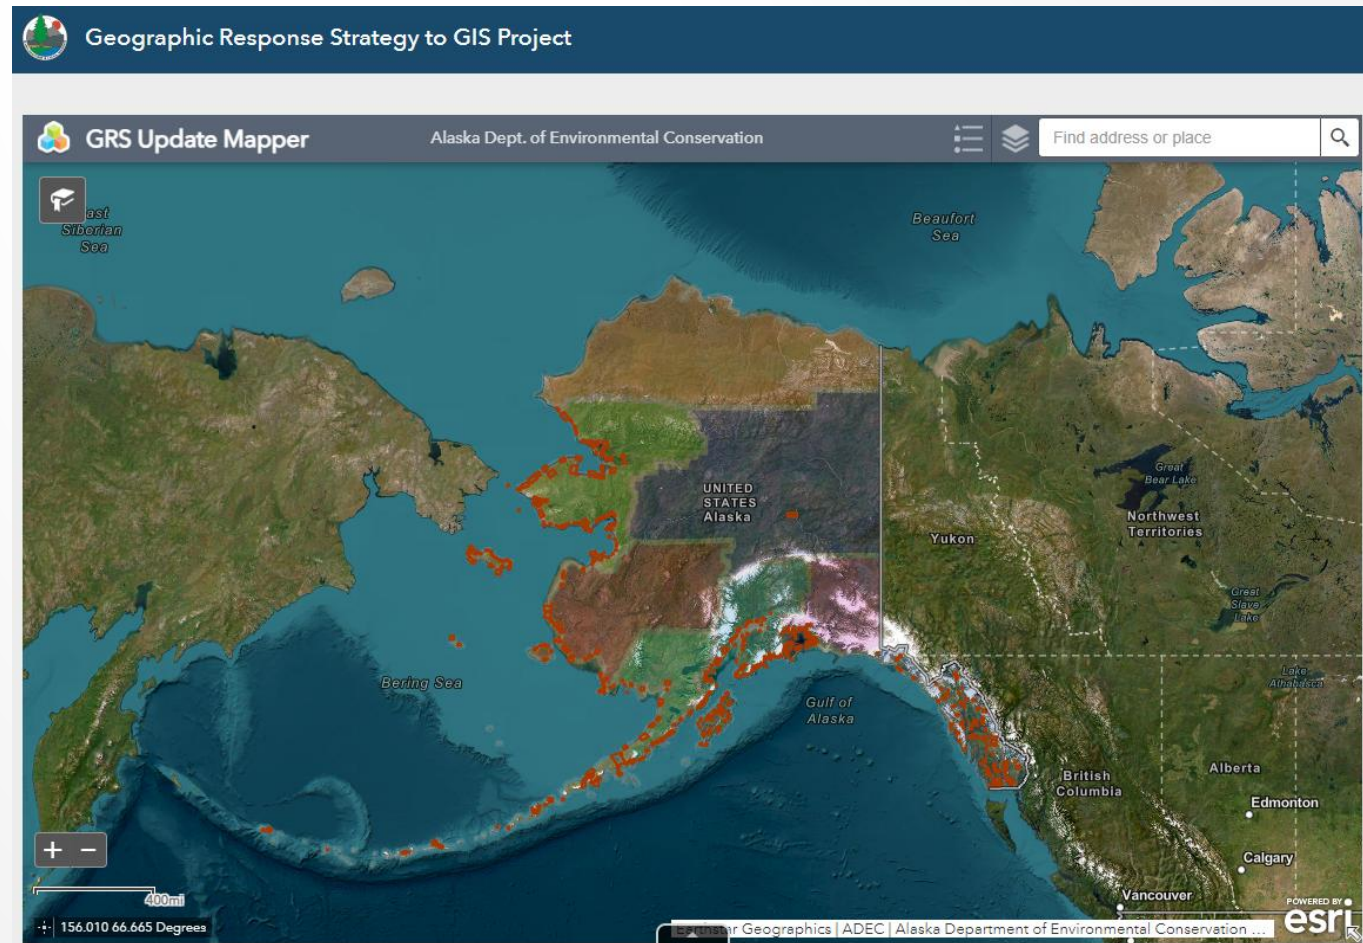 Geographic Response Strategy to GIS Project
GRS Update Mapper
Alaska Dept. of Environmental Conservation
Find address or place
East
Siberian
Sea
Beaufort
Sea
UNITED
STATES
Alaska
Yukon
Great
Bear Lake
Northwest
Territories
Great
Slave
Lake
Lake
Athabasca
Bering Sea
Gulf of
Alaska
British
Columbia
Alberta
Edmonton
Calgary
Vancouver
+ −
400mi
156.010 66.665 Degrees
Earthstar Geographics | ADEC | Alaska Department of Environmental Conservation ...
POWERED BY
esri